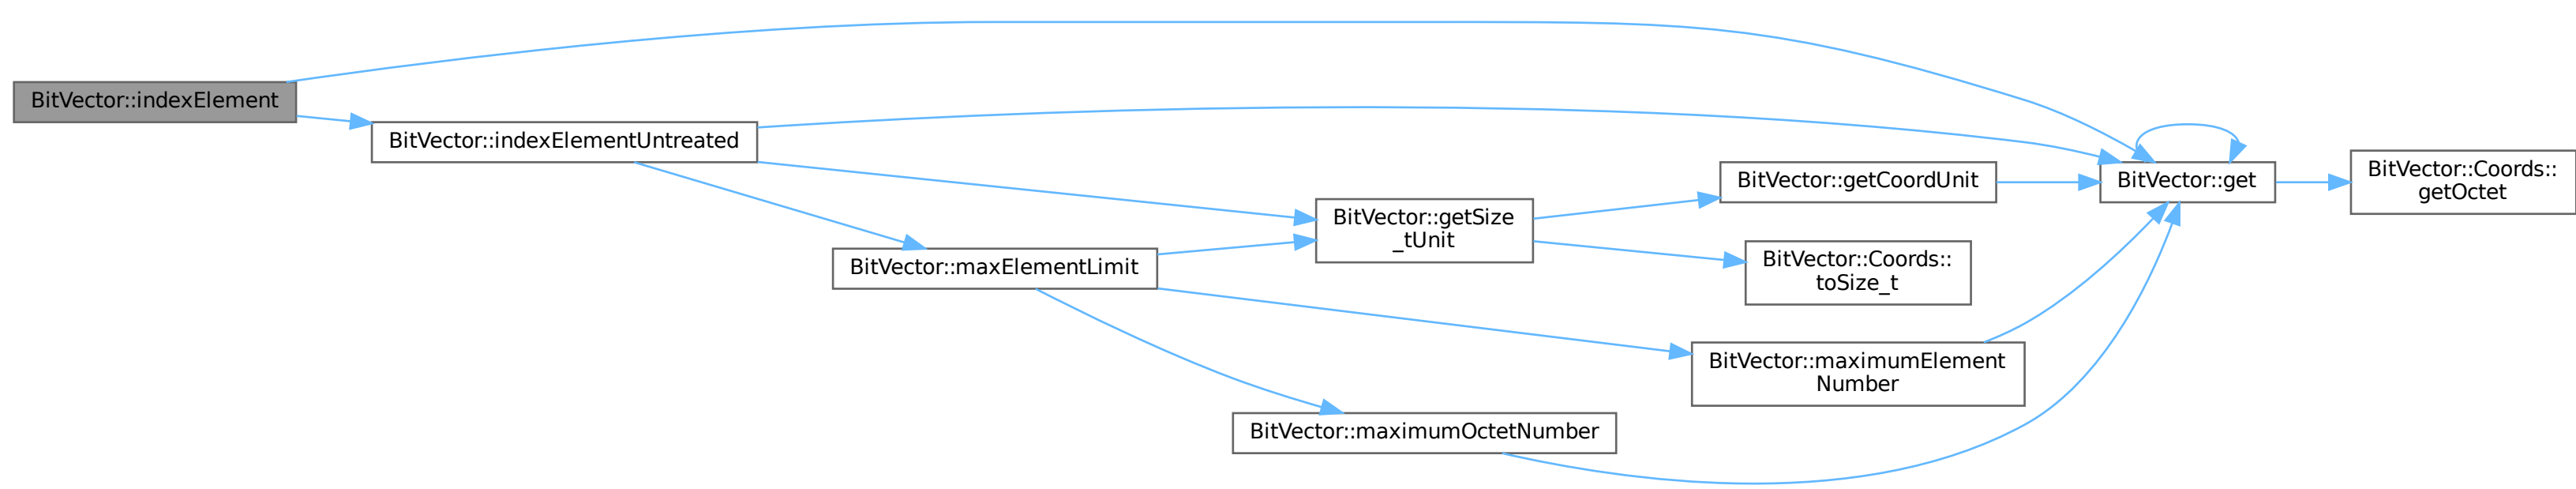 BitVector::indexElement
BitVector::indexElementUntreated
BitVector::maxElementLimit
BitVector::getSize
_tUnit
BitVector::maximumOctetNumber
BitVector::getCoordUnit
BitVector::Coords::
toSize_t
BitVector::maximumElement
Number
BitVector::get
BitVector::Coords::
getOctet